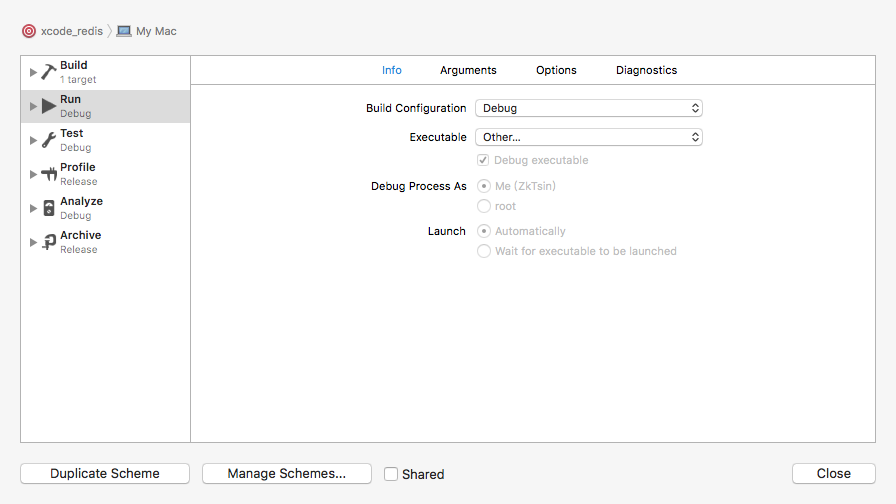 xcode_redis My Mac
Build
1 target
Run
Debug
Test
Debug
Profile
Release
Analyze
Debug
Archive
Release
Info Arguments Options Diagnostics
Build Configuration Debug
Executable Other...
Debug executable
Debug Process As Me (ZkTsin)
root
Launch Automatically
Wait for executable to be launched
Duplicate Scheme Manage Schemes... Shared Close